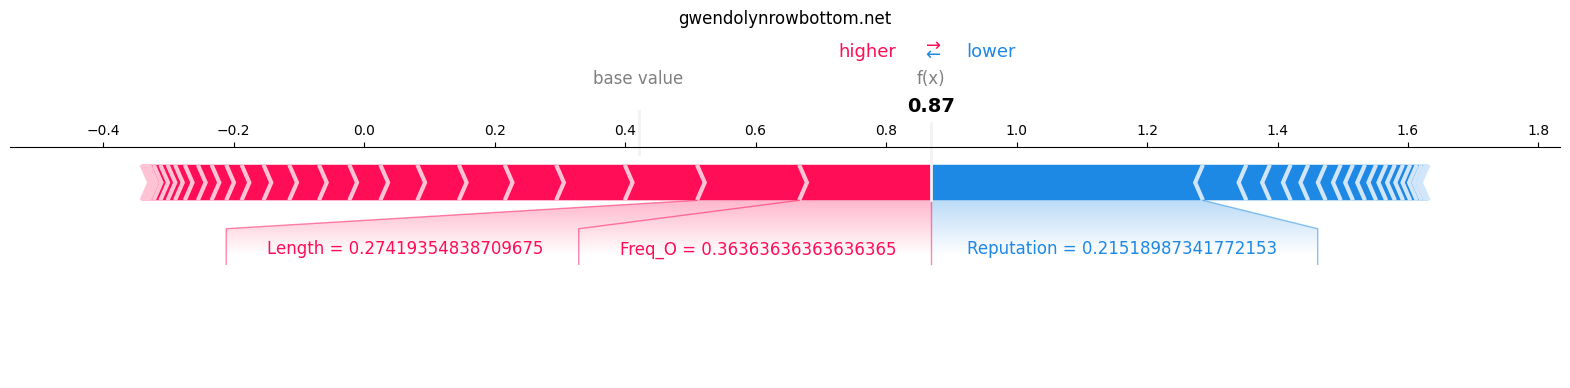 gwendolynrowbottom.net
higher ⇄ lower
base value f(x)
0.87
−0.4 −0.2 0.0 0.2 0.4 0.6 0.8 1.0 1.2 1.4 1.6 1.8
Length = 0.27419354838709675 Freq_O = 0.36363636363636365 Reputation = 0.21518987341772153